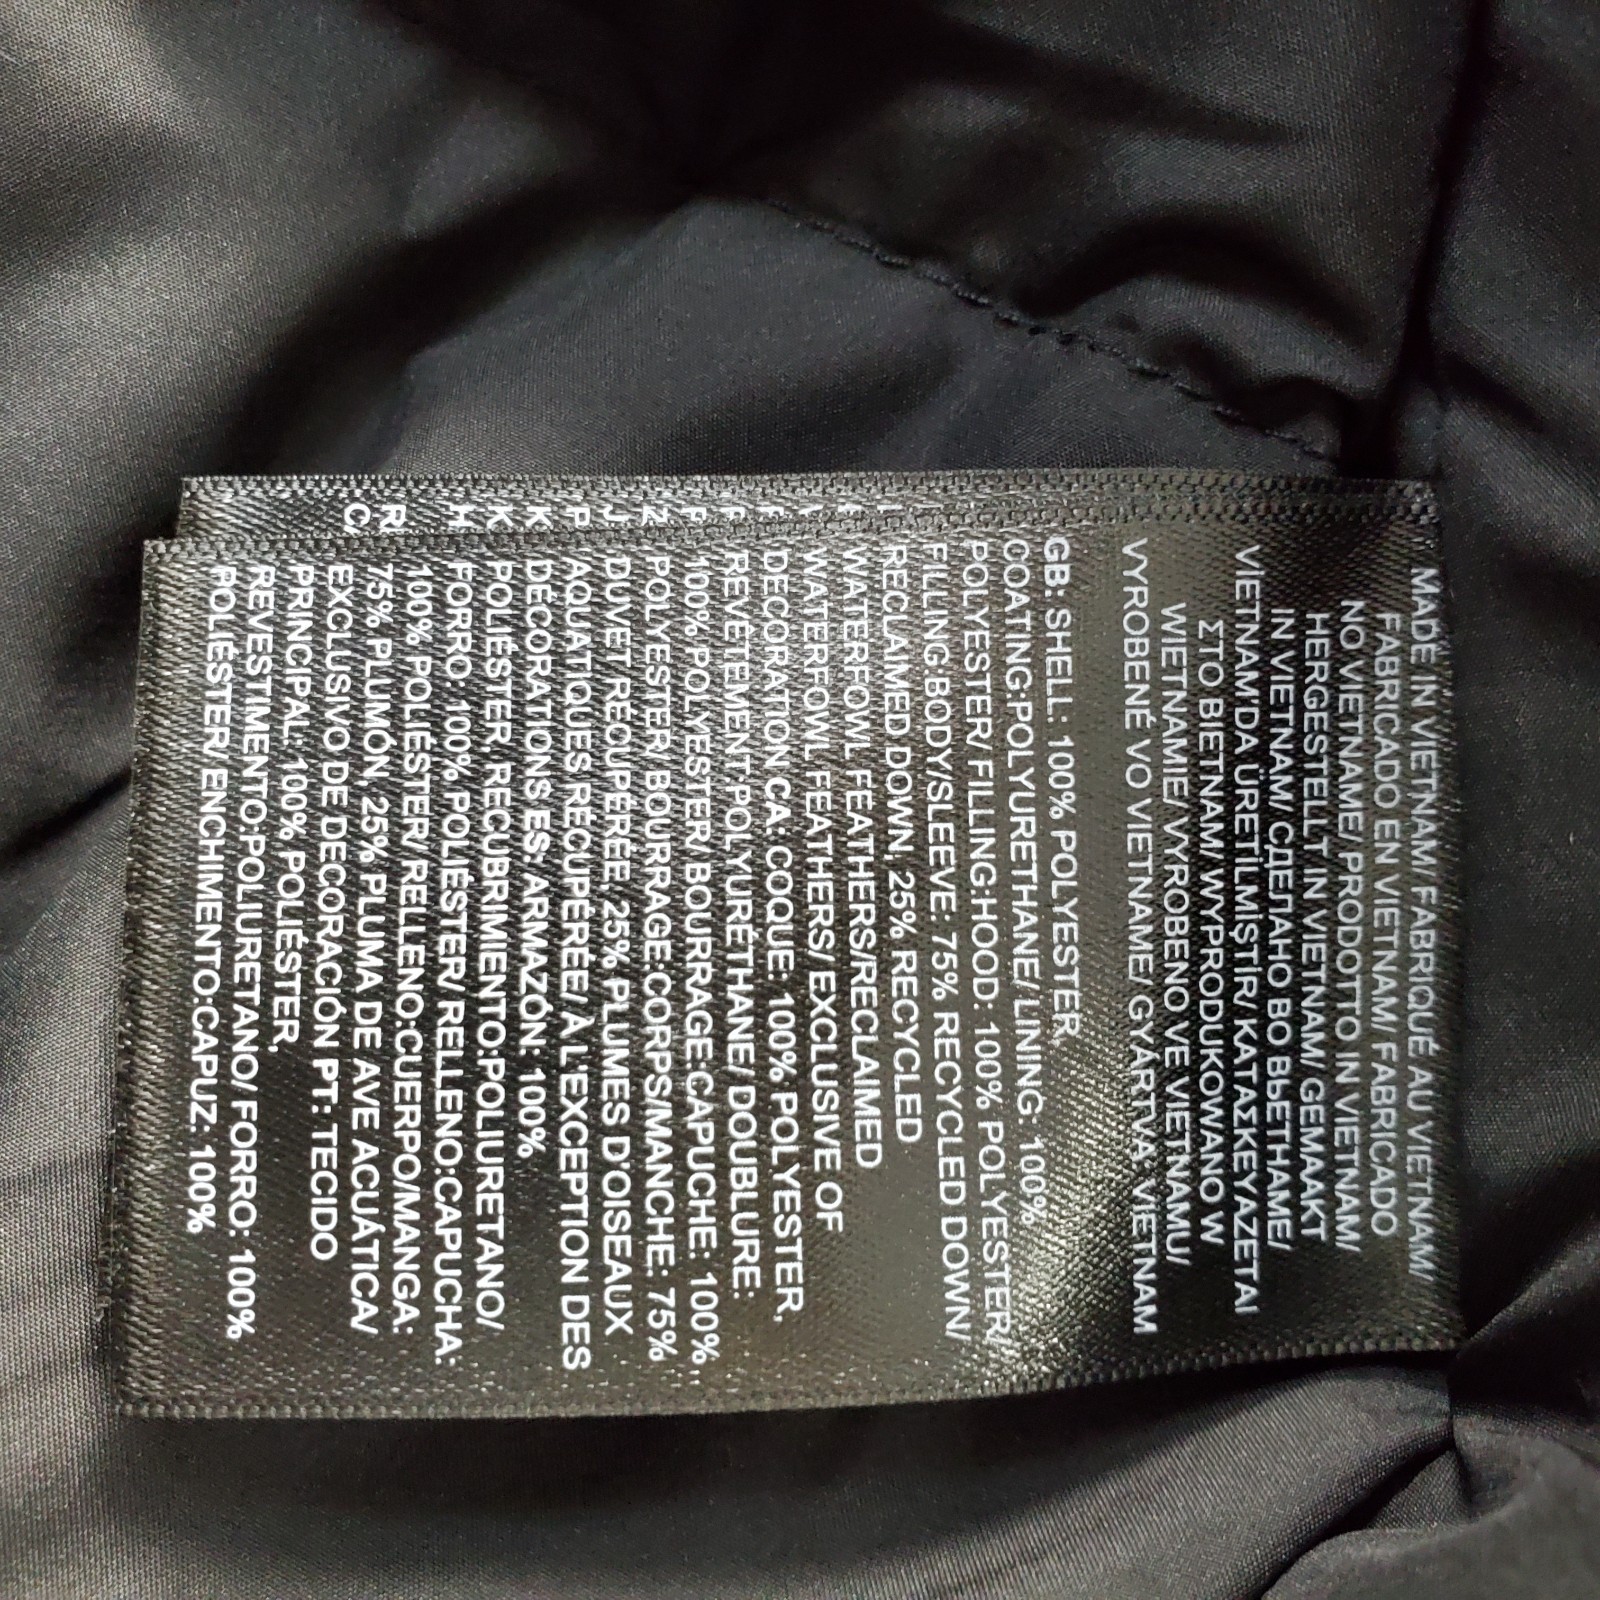 MADE IN VIETNAM/ FABRIQUÉ AU VIETNAM/
FABRICADO EN VIETNAM/ FABRICADO
NO VIETNAME/ PRODOTTO IN VIETNAM/
HERGESTELLT IN VIETNAM/ GEMAAKT
IN VIETNAM/ СДЕЛАНО ВО ВЬЕТНАМЕ/
VİETNAM'DA ÜRETİLMİŞTİR/ ΚΑΤΑΣΚΕΥΑΖΕΤΑΙ
ΣΤΟ ΒΙΕΤΝΑΜ/ WYPRODUKOWANO W
WIETNAMIE/ VYROBENO VE VIETNAMU/
VYROBENÉ VO VIETNAME/ GYÁRTVA: VIETNAM
GB: SHELL: 100% POLYESTER,
COATING:POLYURETHANE/ LINING: 100%
POLYESTER/ FILLING:HOOD: 100% POLYESTER/
FILLING:BODY/SLEEVE: 75% RECYCLED DOWN/
RECLAIMED DOWN, 25% RECYCLED
WATERFOWL FEATHERS/RECLAIMED
WATERFOWL FEATHERS/ EXCLUSIVE OF
DECORATION CA: COQUE: 100% POLYESTER,
REVÊTEMENT:POLYURÉTHANE/ DOUBLURE:
100% POLYESTER/ BOURRAGE:CAPUCHE: 100%
POLYESTER/ BOURRAGE:CORPS/MANCHE: 75%
DUVET RÉCUPÉRÉE, 25% PLUMES D'OISEAUX
AQUATIQUES RÉCUPÉRÉE/ À L'EXCEPTION DES
DÉCORATIONS ES: ARMAZÓN: 100%
POLIÉSTER, RECUBRIMIENTO:POLIURETANO/
FORRO: 100% POLIÉSTER/ RELLENO:CAPUCHA:
100% POLIÉSTER/ RELLENO:CUERPO/MANGA:
75% PLUMÓN, 25% PLUMA DE AVE ACUÁTICA/
EXCLUSIVO DE DECORACIÓN PT: TECIDO
PRINCIPAL: 100% POLIÉSTER,
REVESTIMENTO:POLIURETANO/ FORRO: 100%
POLIÉSTER/ ENCHIMENTO:CAPUZ: 100%